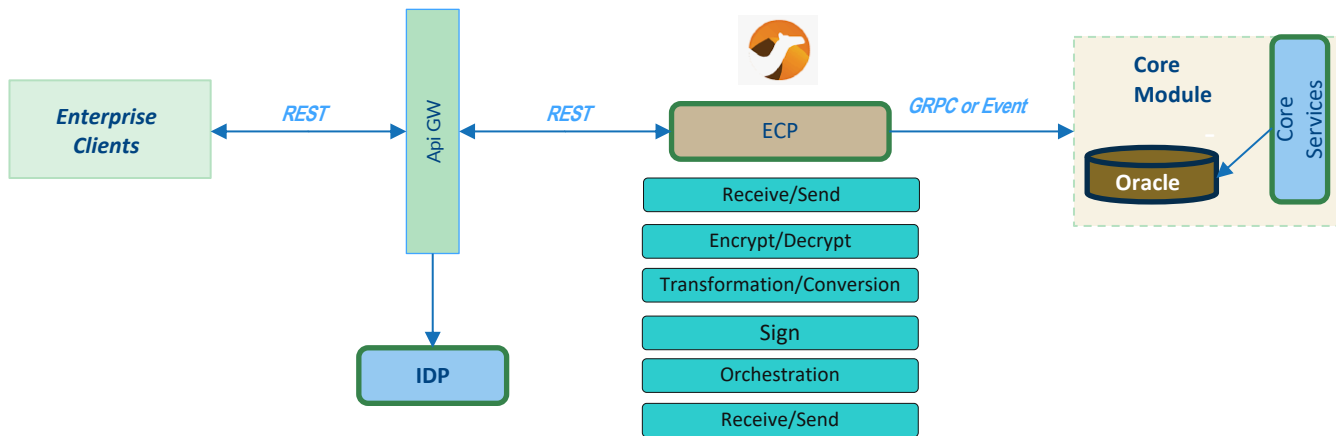 Enterprise
Clients
REST
Api GW
REST
ECP
GRPC or Event
Core
Module
Oracle
Core
Services
IDP
Receive/Send
Encrypt/Decrypt
Transformation/Conversion
Sign
Orchestration
Receive/Send